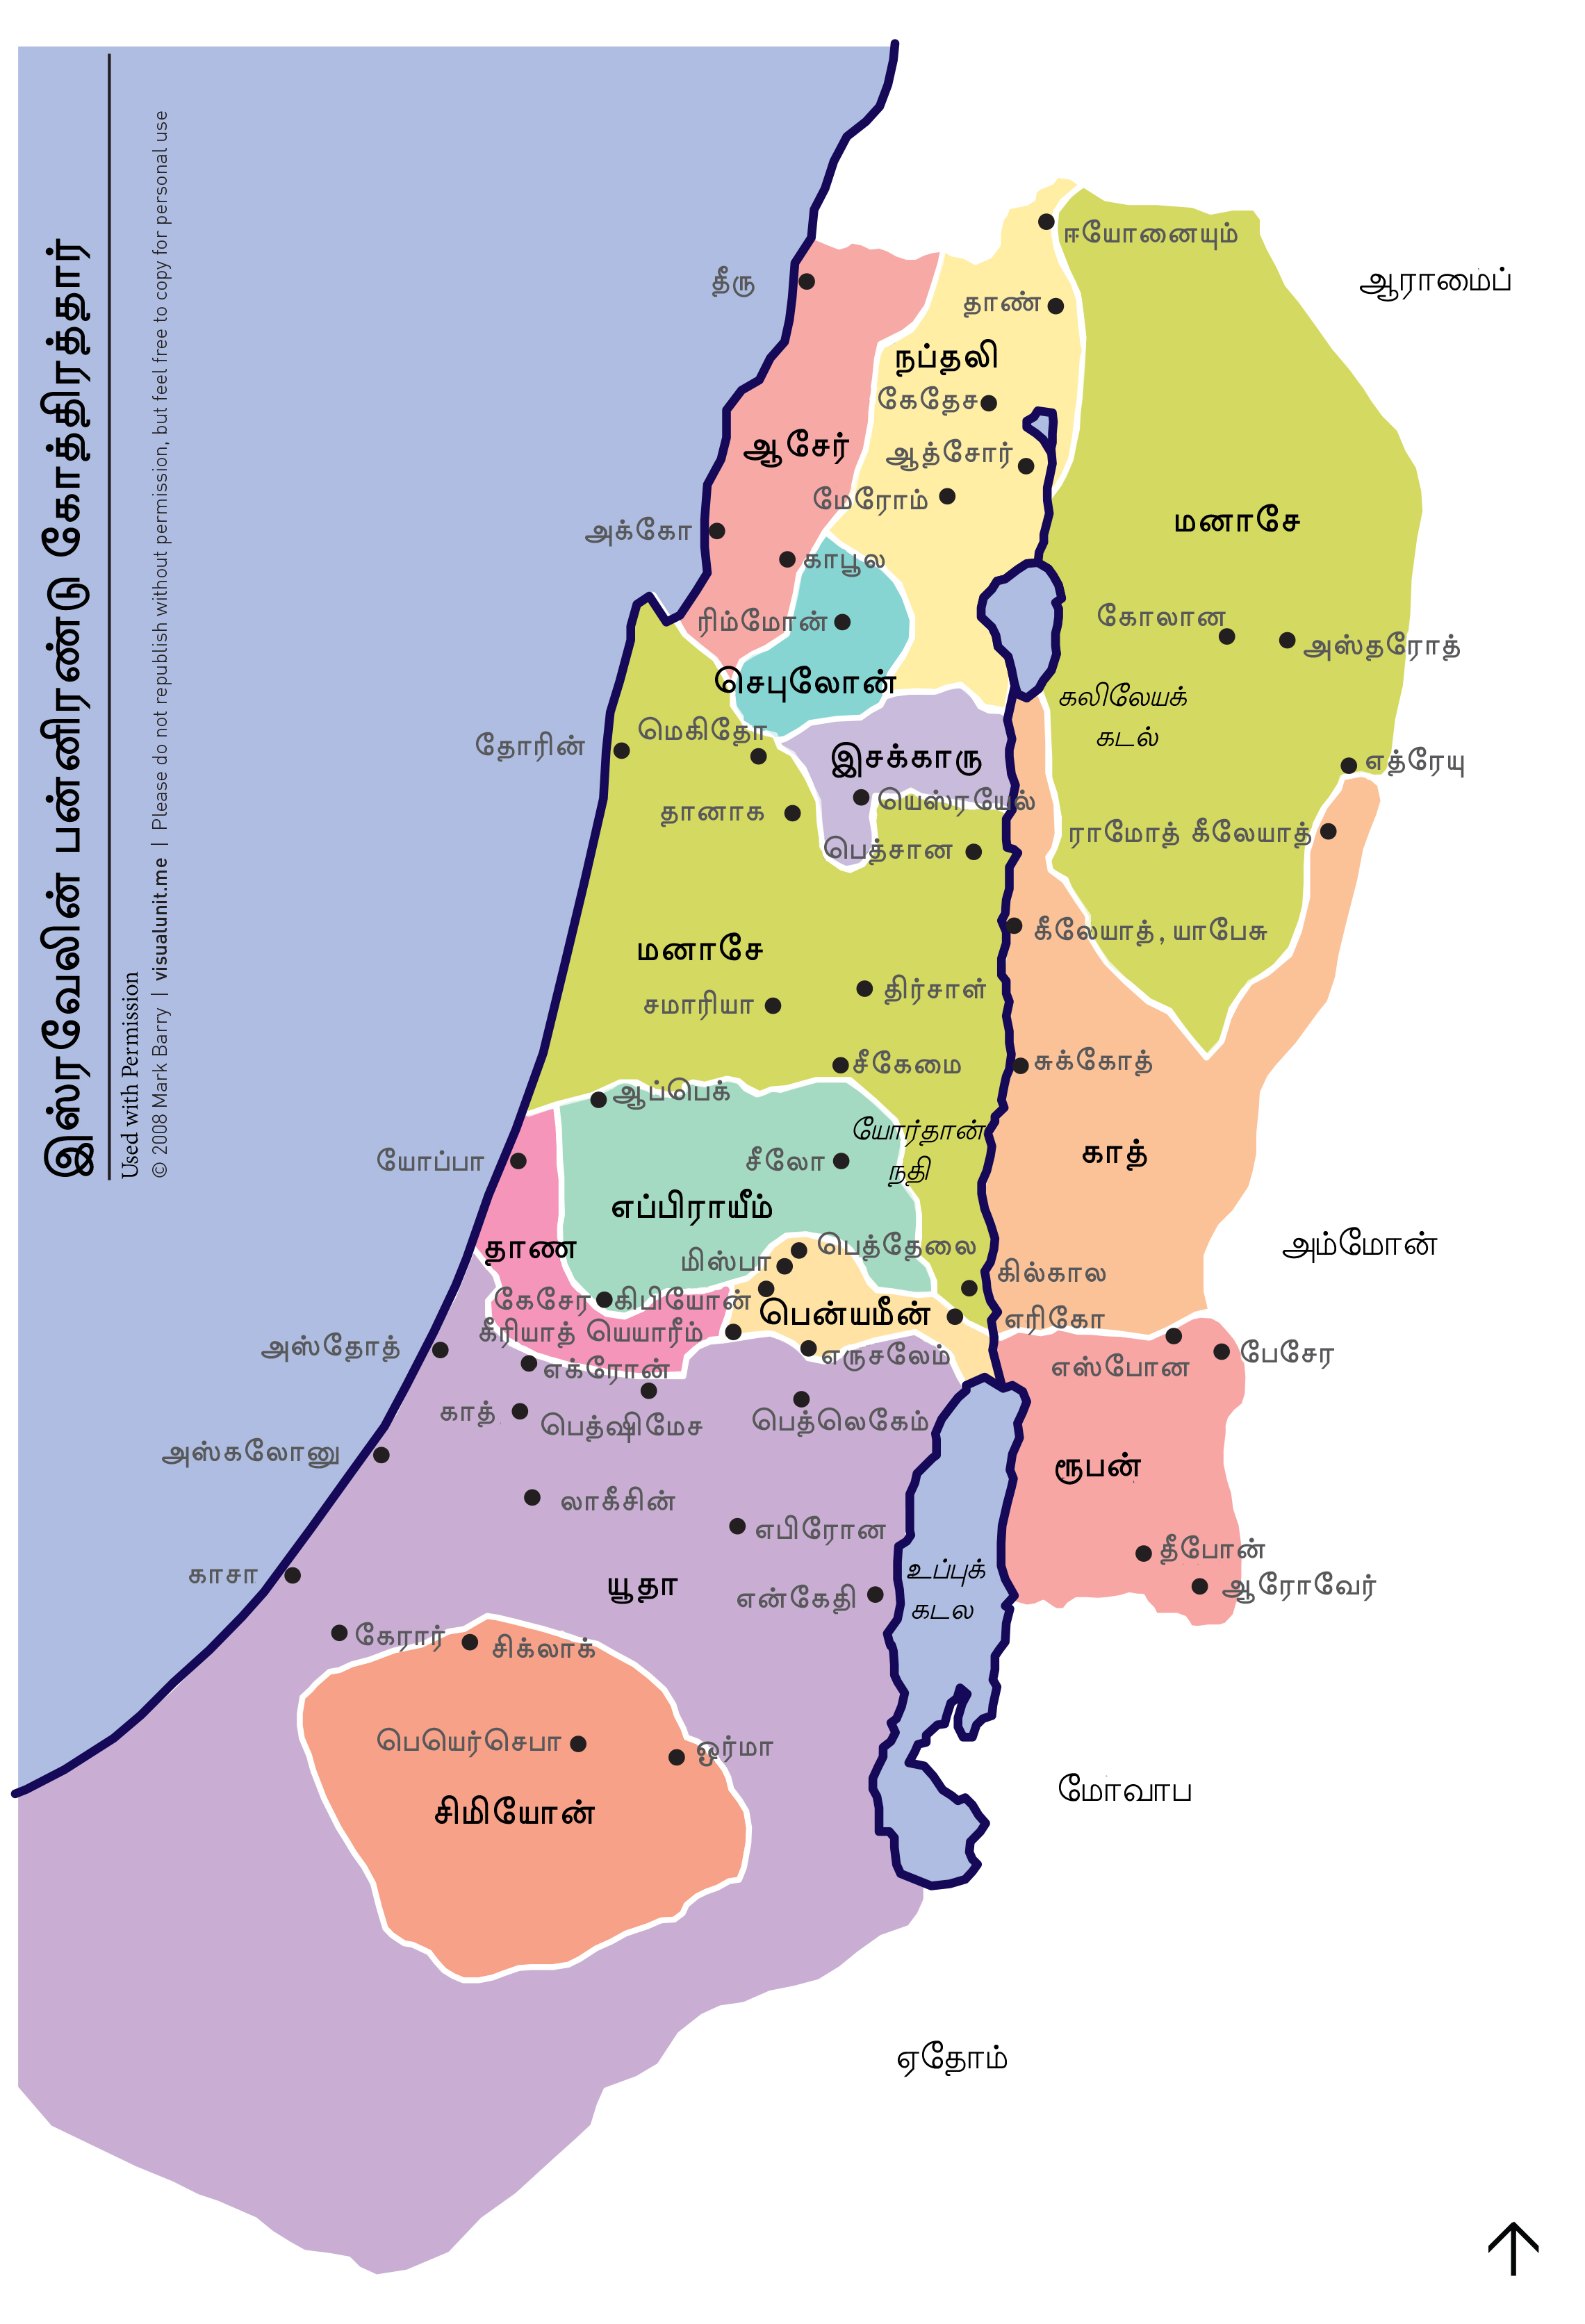 இஸ்ரவேலின் பன்னிரண்டு கோத்திரத்தார்
Used with Permission
© 2008 Mark Barry | visualunit.me | Please do not republish without permission, but feel free to copy for personal use
ஈயோனையும்
ஆராமைப்
தீரு
தாண்
நப்தலி
கேதேச
ஆசேர்
ஆத்சோர்
மேரோம்
மனாசே
அக்கோ
காபூல
ரிம்மோன்
கோலான
அஸ்தரோத்
செபுலோன்
கலிலேயக்
கடல்
மெகிதோ
தோரின்
இசக்காரு
எத்ரேயு
யெஸ்ரயேல்
தானாக
ராமோத் கீலேயாத்
பெத்சான
கீலேயாத், யாபேசு
மனாசே
திர்சாள்
சமாரியா
சீகேமை
சுக்கோத்
ஆப்பெக்
யோர்தான்
நதி
யோப்பா
சீலோ
காத்
எப்பிராயீம்
தாண
பெத்தேலை
அம்மோன்
மிஸ்பா
கில்கால
கேசேர
கிபியோன்
பென்யமீன்
எரிகோ
கீரியாத் யெயாரீம்
அஸ்தோத்
எருசலேம்
பேசேர
எக்ரோன்
எஸ்போன
காத்
பெத்ஷிமேச
பெத்லெகேம்
அஸ்கலோனு
ரூபன்
லாகீசின்
எபிரோன
தீபோன்
காசா
யூதா
என்கேதி
உப்புக்
கடல
ஆரோவேர்
கேரார்
சிக்லாக்
பெயெர்செபா
ஒர்மா
மோவாப
சிமியோன்
ஏதோம்